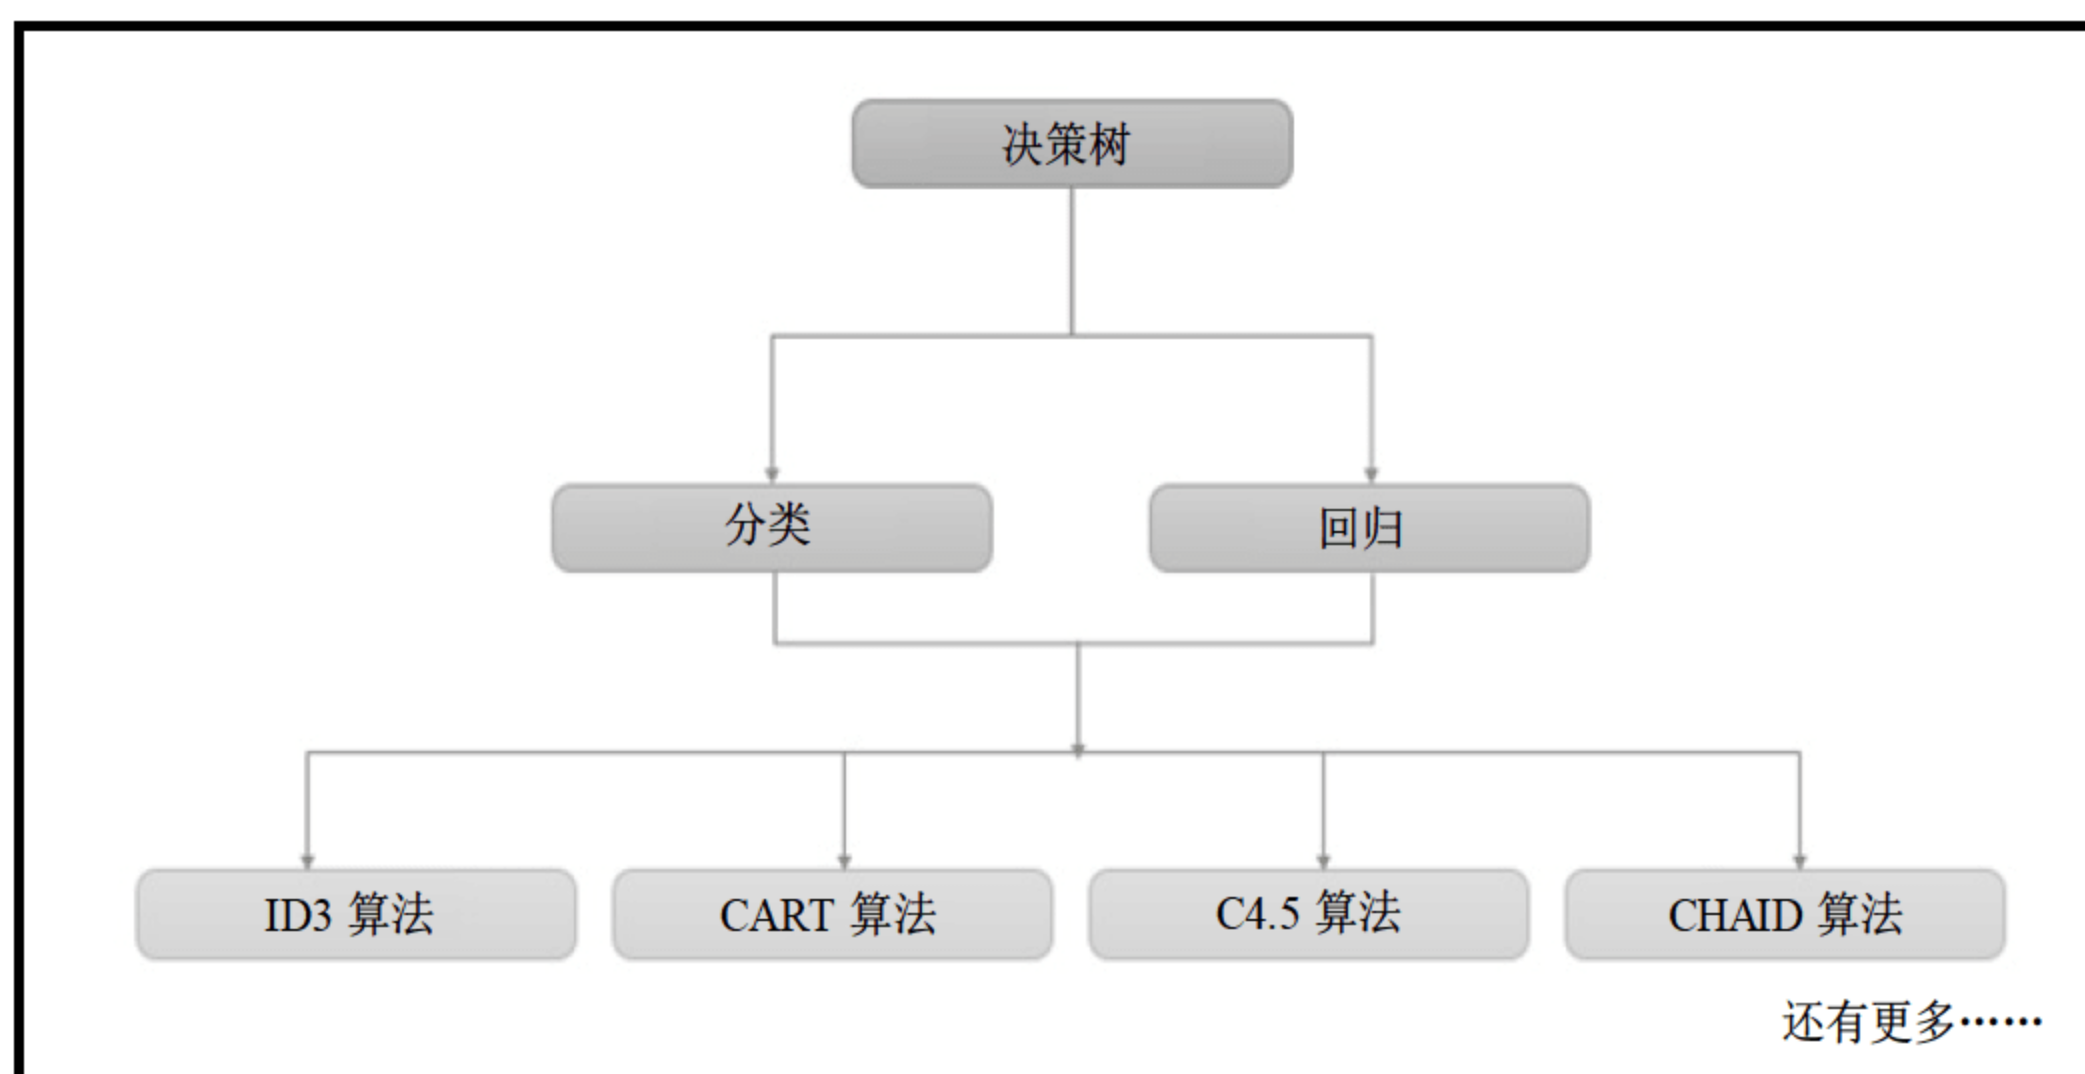 决策树
分类
回归
ID3 算法
CART 算法
C4.5 算法
CHAID 算法
还有更多……